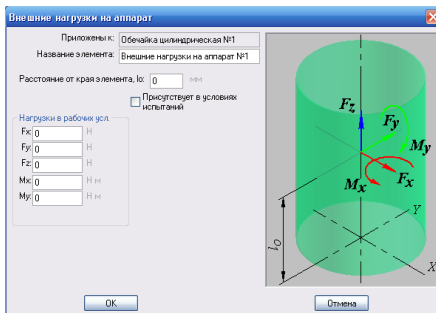 Внешние нагрузки на аппарат
Приложены к: Обечайка цилиндрическая №1
Название элемента: Внешние нагрузки на аппарат №1
Расстояние от края элемента, lo: 0 мм
Присутствует в условиях испытаний
Нагрузки в рабочих усл.
Fx: 0 Н
Fy: 0 Н
Fz: 0 Н
Mx: 0 Н м
My: 0 Н м
Fz
Fy
My
Mx
Fx
Y
X
lo
OK
Отмена